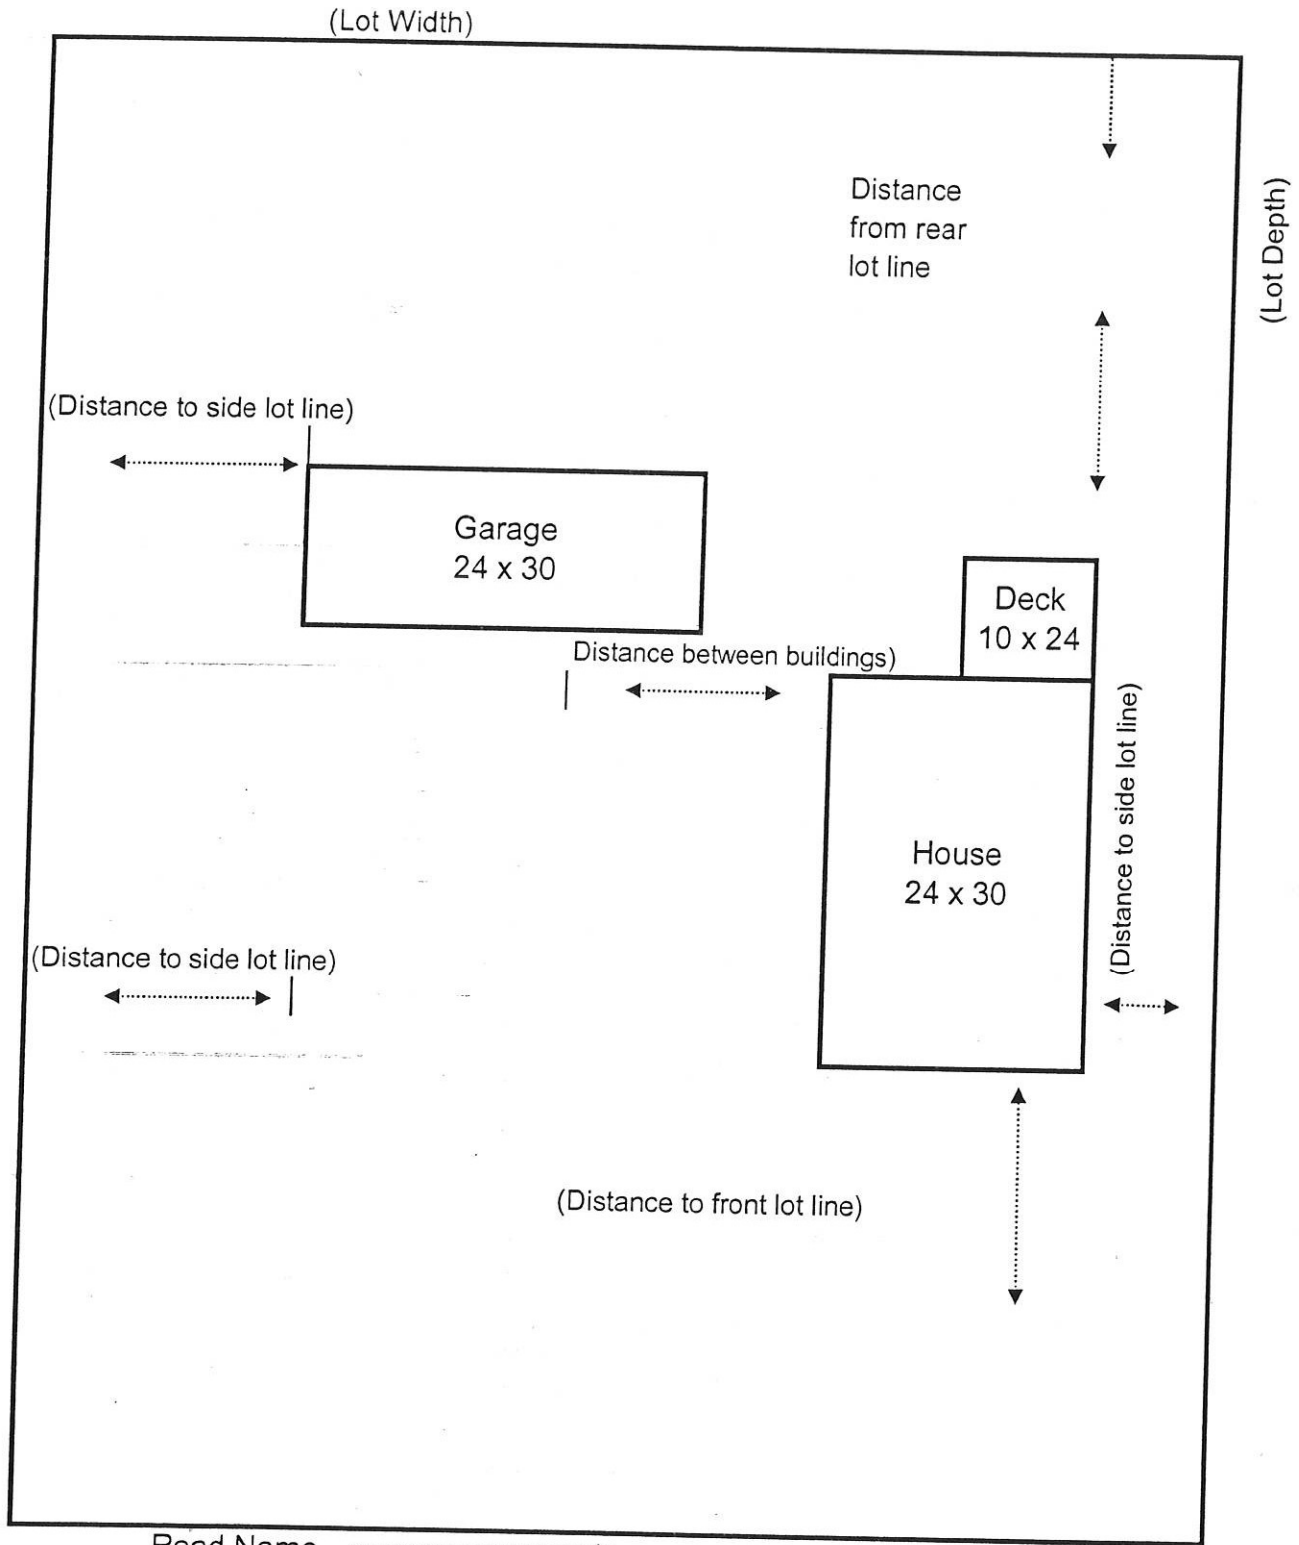 (Lot Width)
Distance
from rear
lot line
(Lot Depth)
(Distance to side lot line)
Garage
24 x 30
Deck
10 x 24
Distance between buildings)
(Distance to side lot line)
House
24 x 30
(Distance to side lot line)
(Distance to front lot line)
Road Name